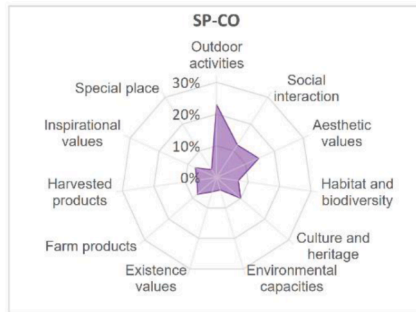 SP-CO
Outdoor
activities
30%
Social
interaction
Special place
20%
Aesthetic
values
Inspirational
values
10%
0%
Harvested
products
Habitat and
biodiversity
Farm products
Culture and
heritage
Existence
values
Environmental
capacities